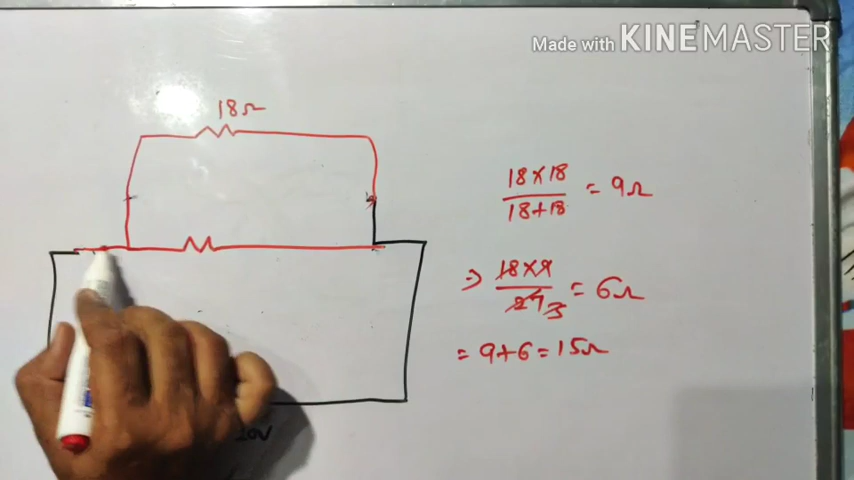 Made with KINEMASTER
18Ω
18×18
18+18
= 9Ω
⇒ 18×9
27 3
= 6Ω
= 9+6 = 15Ω